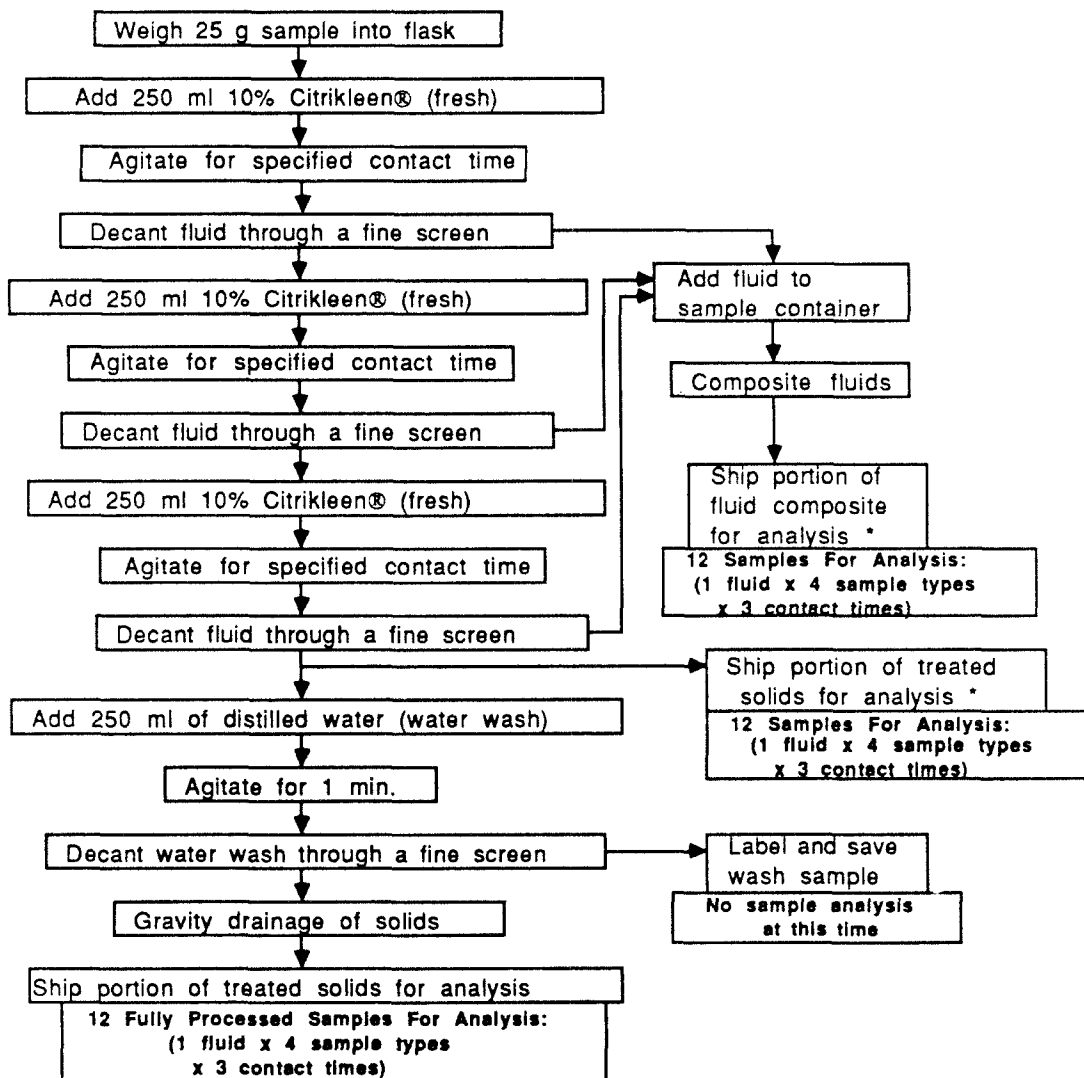 Weigh 25 g sample into flask
Add 250 ml 10% Citrikleen® (fresh)
Agitate for specified contact time
Decant fluid through a fine screen
Add 250 ml 10% Citrikleen® (fresh)
Agitate for specified contact time
Decant fluid through a fine screen
Add 250 ml 10% Citrikleen® (fresh)
Agitate for specified contact time
Decant fluid through a fine screen
Add fluid to
sample container
Composite fluids
Ship portion of
fluid composite
for analysis *
12 Samples For Analysis:
(1 fluid x 4 sample types
x 3 contact times)
Ship portion of treated
solids for analysis *
12 Samples For Analysis:
(1 fluid x 4 sample types
x 3 contact times)
Add 250 ml of distilled water (water wash)
Agitate for 1 min.
Decant water wash through a fine screen
Label and save
wash sample
No sample analysis
at this time
Gravity drainage of solids
Ship portion of treated solids for analysis
12 Fully Processed Samples For Analysis:
(1 fluid x 4 sample types
x 3 contact times)